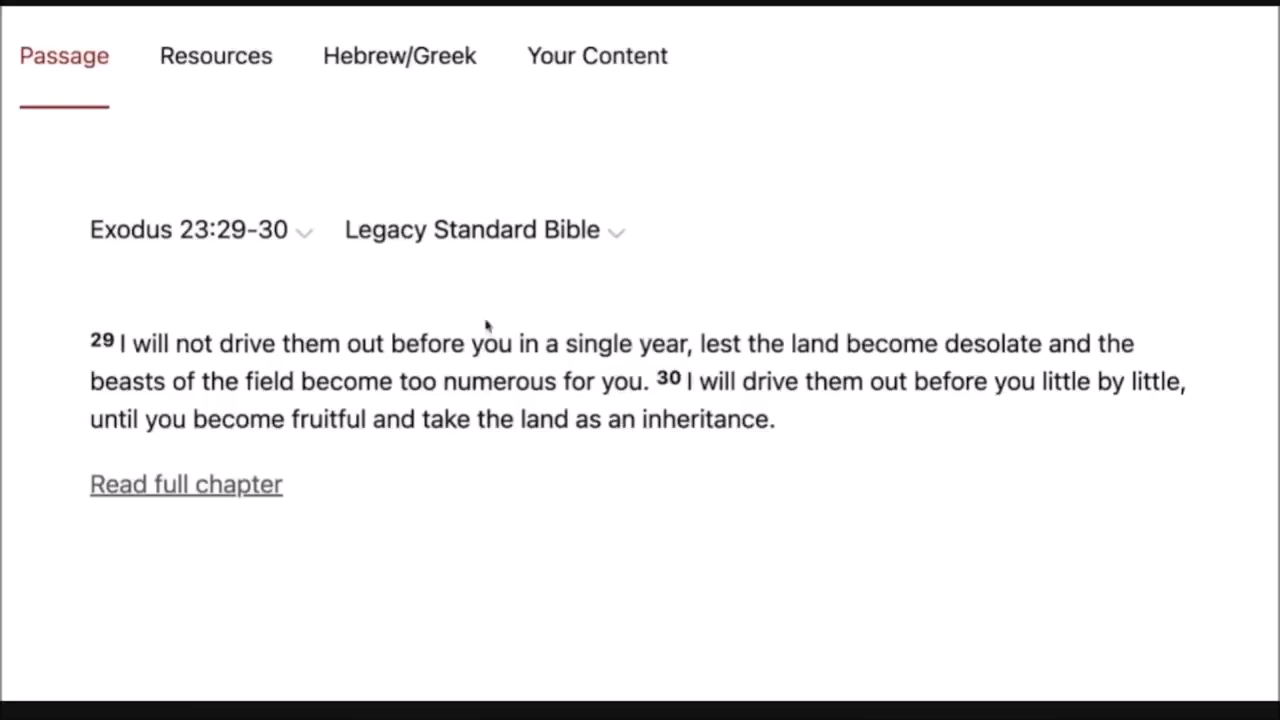 Passage Resources Hebrew/Greek Your Content
Exodus 23:29-30 Legacy Standard Bible
29 I will not drive them out before you in a single year, lest the land become desolate and the
beasts of the field become too numerous for you. 30 I will drive them out before you little by little,
until you become fruitful and take the land as an inheritance.
Read full chapter